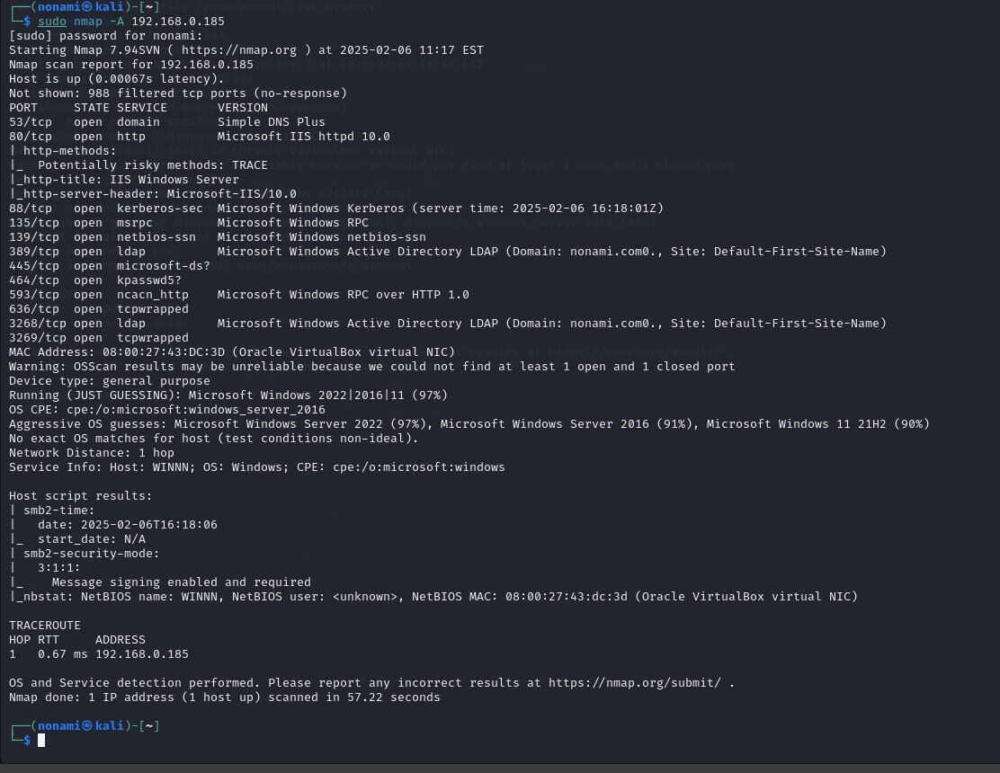 ┌──(nonami㉿kali)-[~]
└─$ sudo nmap -A 192.168.0.185
[sudo] password for nonami:
Starting Nmap 7.94SVN ( https://nmap.org ) at 2025-02-06 11:17 EST
Nmap scan report for 192.168.0.185
Host is up (0.00067s latency).
Not shown: 988 filtered tcp ports (no-response)
PORT     STATE SERVICE       VERSION
53/tcp   open  domain        Simple DNS Plus
80/tcp   open  http          Microsoft IIS httpd 10.0
| http-methods:
|_  Potentially risky methods: TRACE
|_http-title: IIS Windows Server
|_http-server-header: Microsoft-IIS/10.0
88/tcp   open  kerberos-sec  Microsoft Windows Kerberos (server time: 2025-02-06 16:18:01Z)
135/tcp  open  msrpc         Microsoft Windows RPC
139/tcp  open  netbios-ssn   Microsoft Windows netbios-ssn
389/tcp  open  ldap          Microsoft Windows Active Directory LDAP (Domain: nonami.com0., Site: Default-First-Site-Name)
445/tcp  open  microsoft-ds?
464/tcp  open  kpasswd5?
593/tcp  open  ncacn_http    Microsoft Windows RPC over HTTP 1.0
636/tcp  open  tcpwrapped
3268/tcp open  ldap          Microsoft Windows Active Directory LDAP (Domain: nonami.com0., Site: Default-First-Site-Name)
3269/tcp open  tcpwrapped
MAC Address: 08:00:27:43:DC:3D (Oracle VirtualBox virtual NIC)
Warning: OSScan results may be unreliable because we could not find at least 1 open and 1 closed port
Device type: general purpose
Running (JUST GUESSING): Microsoft Windows 2022|2016|11 (97%)
OS CPE: cpe:/o:microsoft:windows_server_2016
Aggressive OS guesses: Microsoft Windows Server 2022 (97%), Microsoft Windows Server 2016 (91%), Microsoft Windows 11 21H2 (90%)
No exact OS matches for host (test conditions non-ideal).
Network Distance: 1 hop
Service Info: Host: WINNN; OS: Windows; CPE: cpe:/o:microsoft:windows

Host script results:
| smb2-time:
|   date: 2025-02-06T16:18:06
|_  start_date: N/A
| smb2-security-mode:
|   3:1:1:
|_    Message signing enabled and required
|_nbstat: NetBIOS name: WINNN, NetBIOS user: <unknown>, NetBIOS MAC: 08:00:27:43:dc:3d (Oracle VirtualBox virtual NIC)

TRACEROUTE
HOP RTT     ADDRESS
1   0.67 ms 192.168.0.185

OS and Service detection performed. Please report any incorrect results at https://nmap.org/submit/ .
Nmap done: 1 IP address (1 host up) scanned in 57.22 seconds

┌──(nonami㉿kali)-[~]
└─$